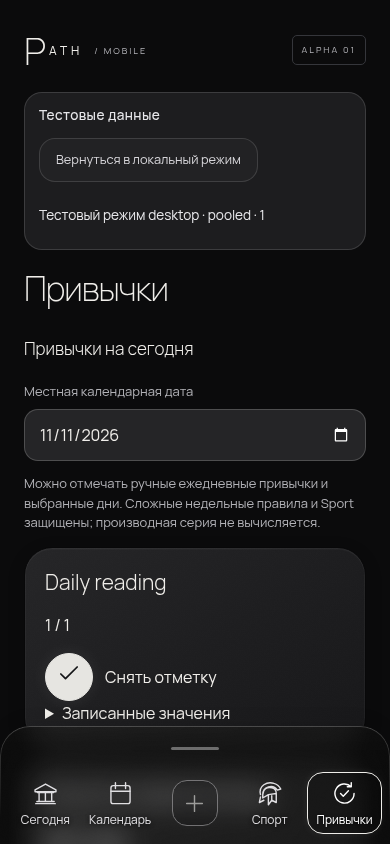 PATH / MOBILE ALPHA 01
Тестовые данные
Вернуться в локальный режим
Тестовый режим desktop · pooled · 1
Привычки
Привычки на сегодня
Местная календарная дата
11/11/2026
Можно отмечать ручные ежедневные привычки и
выбранные дни. Сложные недельные правила и Sport
защищены; производная серия не вычисляется.
Daily reading
1 / 1
Снять отметку
Записанные значения
Сегодня Календарь Спорт Привычки